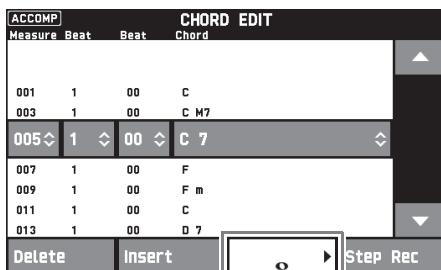 ACCOMP CHORD EDIT
Measure Beat Beat Chord
001 1 00 C
003 1 00 C M7
005 1 00 C 7
007 1 00 F
009 1 00 F m
011 1 00 C
013 1 00 D 7
Delete Insert 8 Step Rec